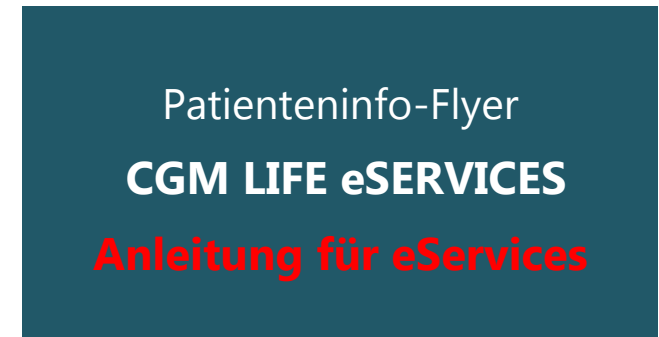 Patienteninfo-Flyer
CGM LIFE eSERVICES
Anleitung für eServices